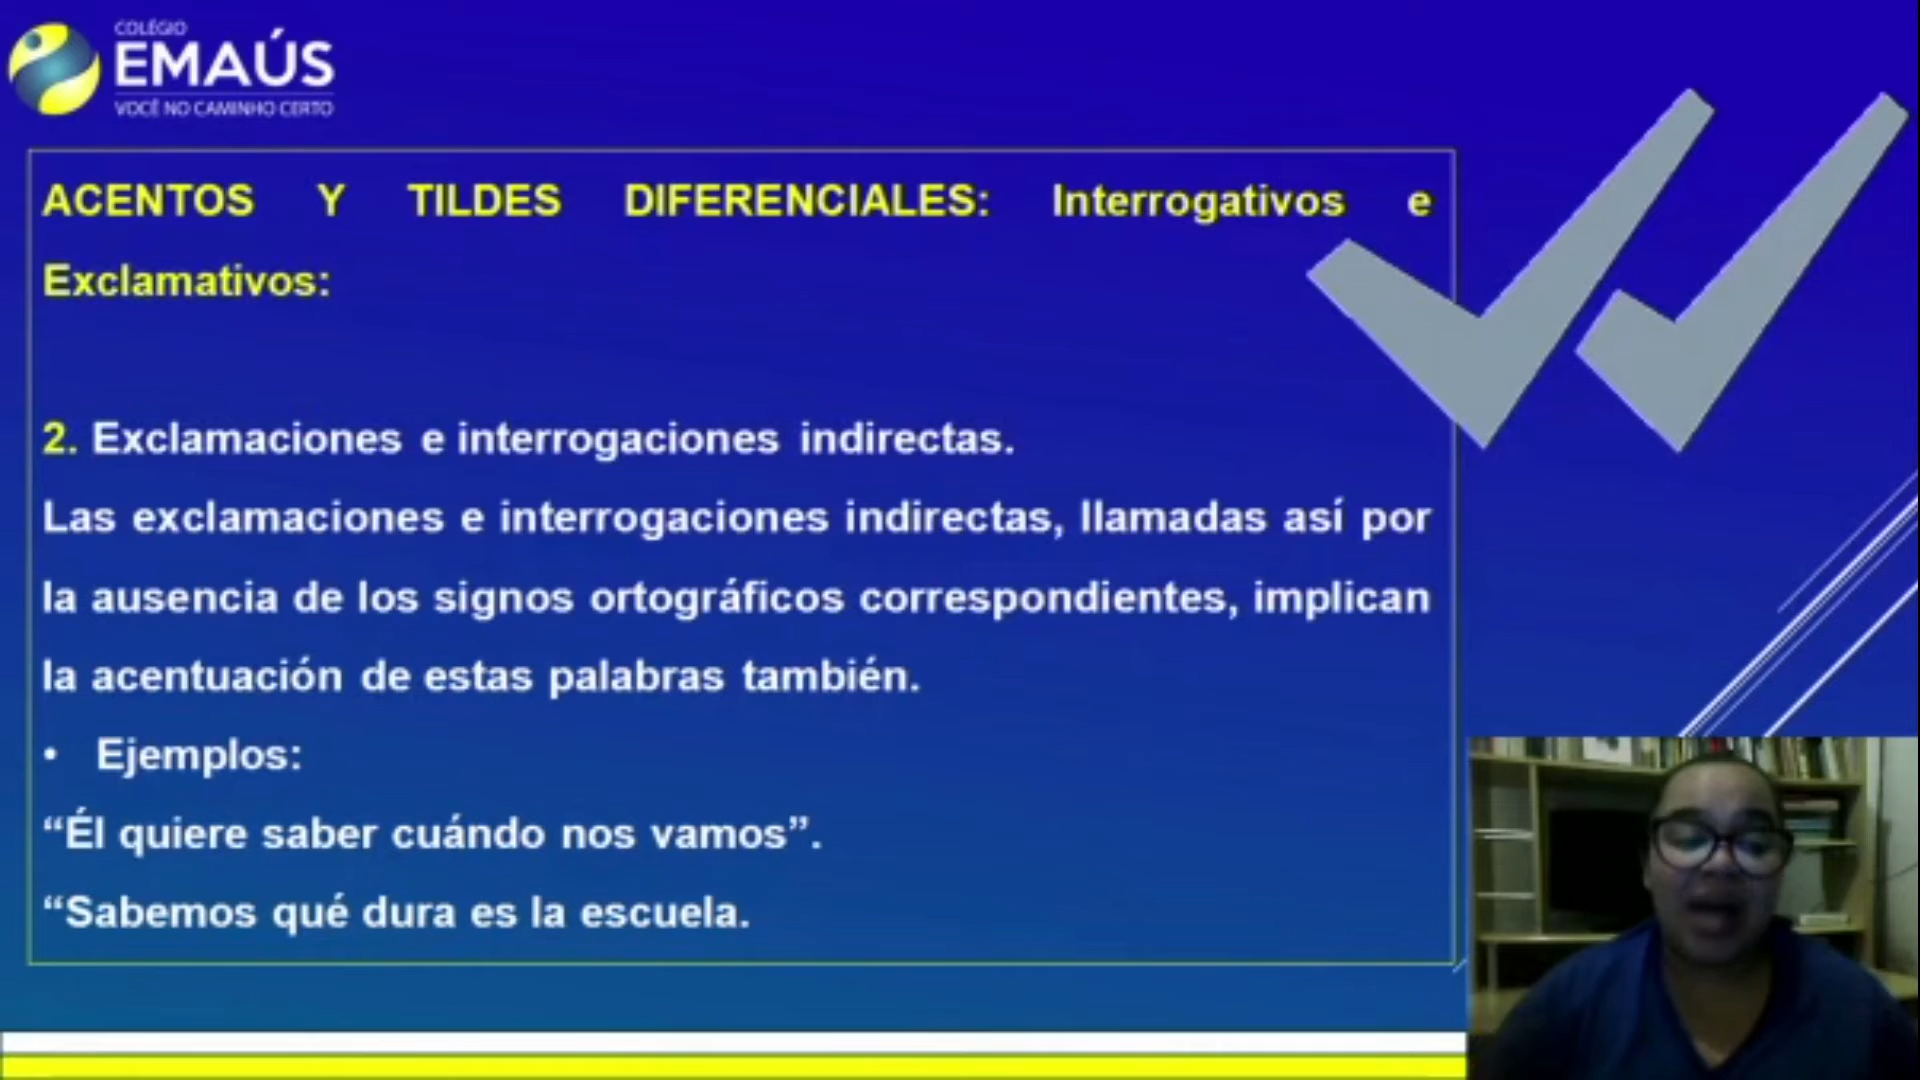 COLÉGIO
EMAÚS
VOCÊ NO CAMINHO CERTO
ACENTOS Y TILDES DIFERENCIALES: Interrogativos e
Exclamativos:
2. Exclamaciones e interrogaciones indirectas.
Las exclamaciones e interrogaciones indirectas, llamadas así por
la ausencia de los signos ortográficos correspondientes, implican
la acentuación de estas palabras también.
• Ejemplos:
“Él quiere saber cuándo nos vamos”.
“Sabemos qué dura es la escuela.